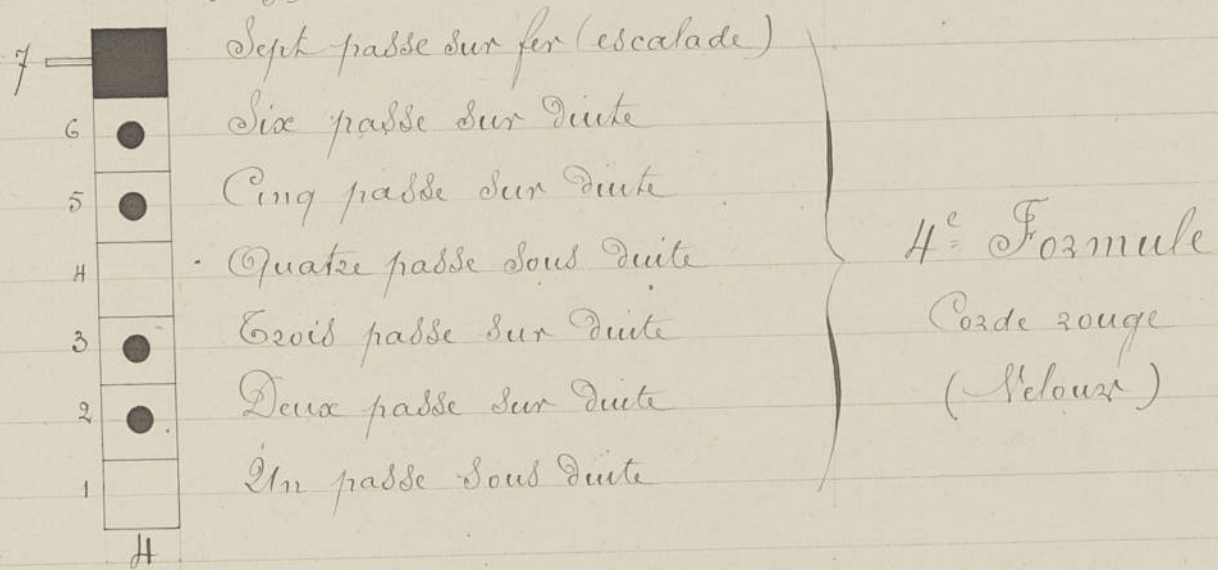 7 Sept passe sur fer (escalade)
6 Six passe sur duite
5 Cinq passe sur duite
4 Quatre passe sous duite
3 Trois passe sur duite
2 Deux passe sur duite
1 Un passe sous duite
4
4e Formule
Corde rouge
(Velours)